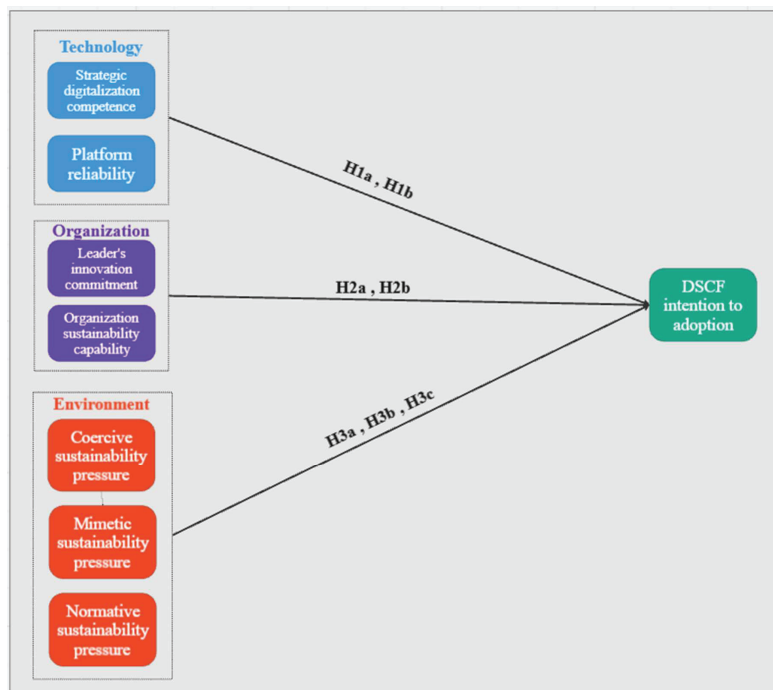 Technology
Strategic
digitalization
competence
Platform
reliability
H1a , H1b
Organization
Leader's
innovation
commitment
Organization
sustainability
capability
H2a , H2b
DSCF
intention to
adoption
Environment
Coercive
sustainability
pressure
Mimetic
sustainability
pressure
Normative
sustainability
pressure
H3a , H3b , H3c